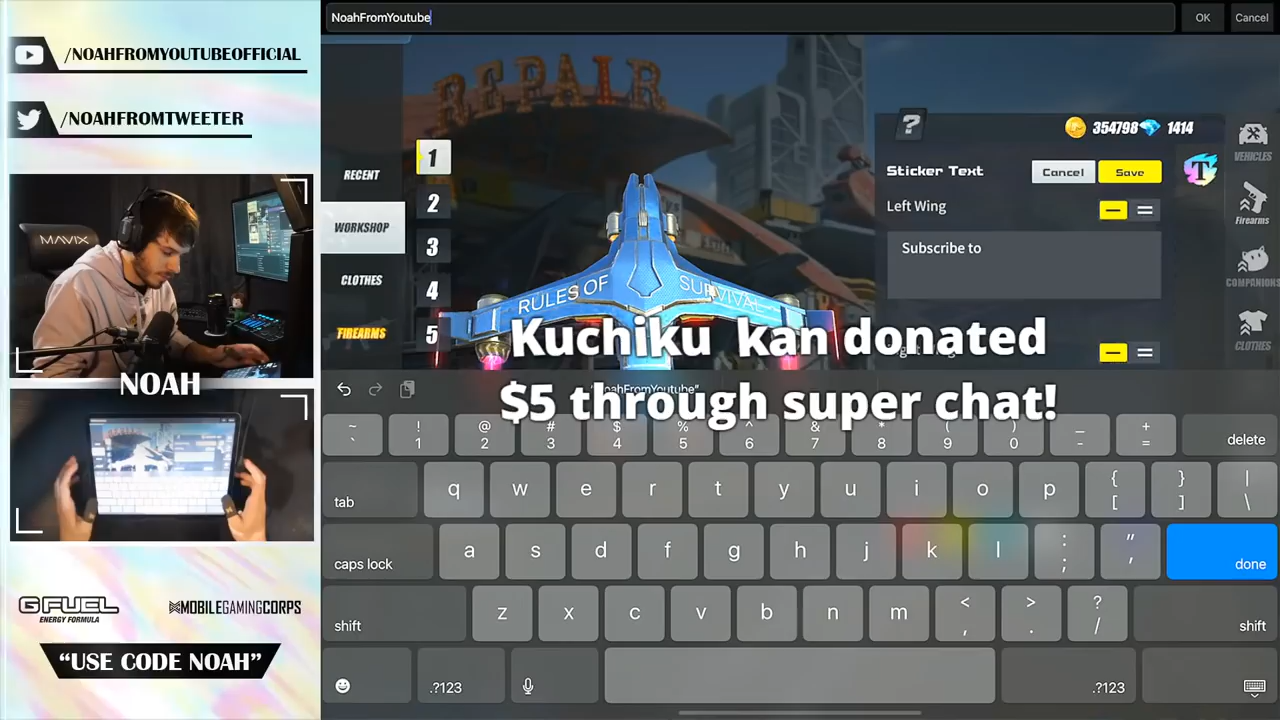 /NOAHFROMYOUTUBEOFFICIAL
/NOAHFROMTWEETER
MAVIX
NOAH
G FUEL
ENERGY FORMULA
MOBILEGAMINGCORPS
“USE CODE NOAH”
NoahFromYoutube
OK
Cancel
REPAIR
354798
1414
?
RECENT
WORKSHOP
CLOTHES
FIREARMS
1
2
3
4
5
Sticker Text
Cancel
Save
T
Left Wing
Subscribe to
VEHICLES
Firearms
COMPANIONS
CLOTHES
RULES OF SURVIVAL
Kuchiku kan donated
$5 through super chat!
~ ! @ # $ % ^ & * ( ) _ +
` 1 2 3 4 5 6 7 8 9 0 - = delete
tab q w e r t y u i o p { [ } ] | \
caps lock a s d f g h j k l : ; " ' done
shift z x c v b n m < , > . ? / shift
.?123 .?123